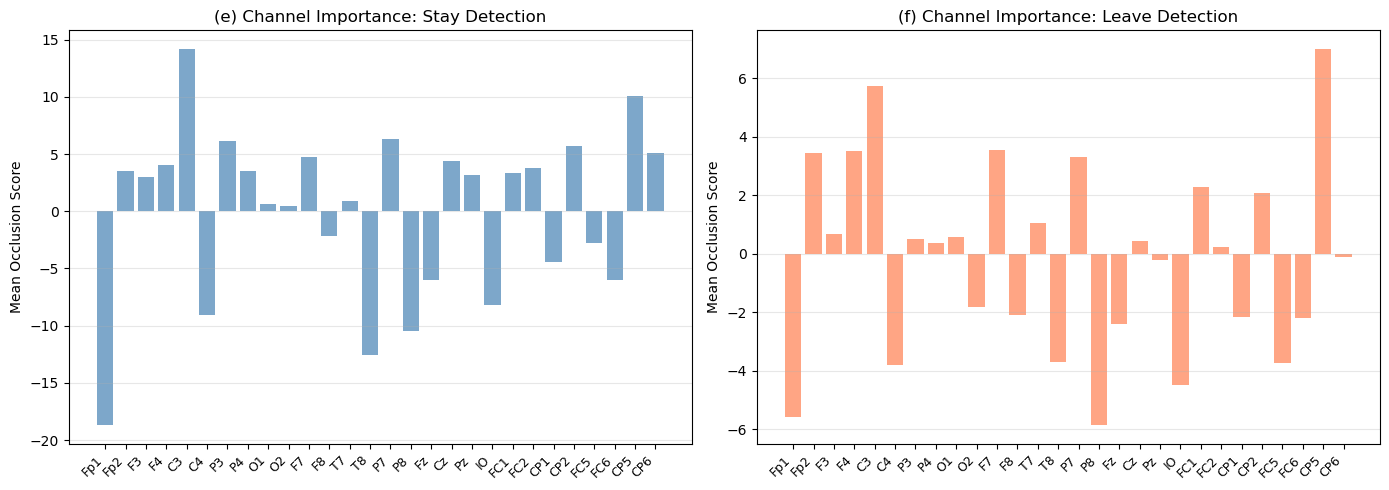 (e) Channel Importance: Stay Detection
Mean Occlusion Score
15
10
5
0
−5
−10
−15
−20
Fp1 Fp2 F3 F4 C3 C4 P3 P4 O1 O2 F7 F8 T7 T8 P7 P8 Fz Cz Pz IO FC1 FC2 CP1 CP2 FC5 FC6 CP5 CP6
(f) Channel Importance: Leave Detection
Mean Occlusion Score
6
4
2
0
−2
−4
−6
Fp1 Fp2 F3 F4 C3 C4 P3 P4 O1 O2 F7 F8 T7 T8 P7 P8 Fz Cz Pz IO FC1 FC2 CP1 CP2 FC5 FC6 CP5 CP6